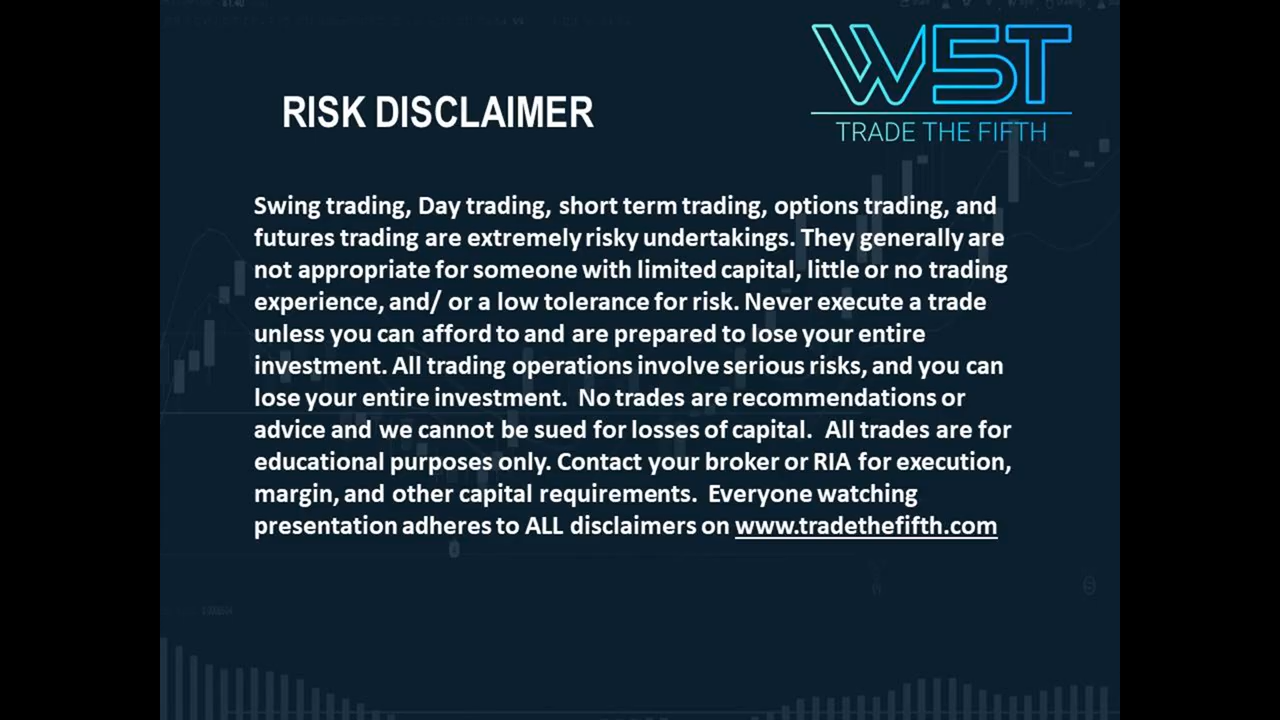 W5T
TRADE THE FIFTH
RISK DISCLAIMER
Swing trading, Day trading, short term trading, options trading, and
futures trading are extremely risky undertakings. They generally are
not appropriate for someone with limited capital, little or no trading
experience, and/ or a low tolerance for risk. Never execute a trade
unless you can afford to and are prepared to lose your entire
investment. All trading operations involve serious risks, and you can
lose your entire investment.  No trades are recommendations or
advice and we cannot be sued for losses of capital.  All trades are for
educational purposes only. Contact your broker or RIA for execution,
margin, and other capital requirements.  Everyone watching
presentation adheres to ALL disclaimers on www.tradethefifth.com